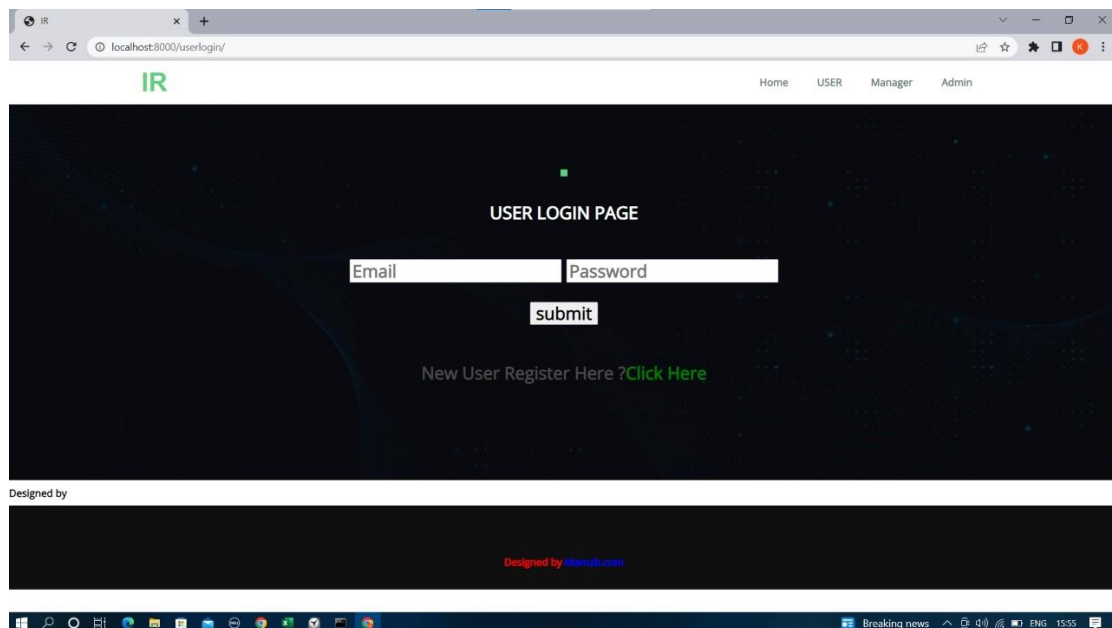 IR
localhost:8000/userlogin/
K
IR
Home USER Manager Admin
USER LOGIN PAGE
Email Password
submit
New User Register Here ?Click Here
Designed by
Designed by
Breaking news ENG 15:55